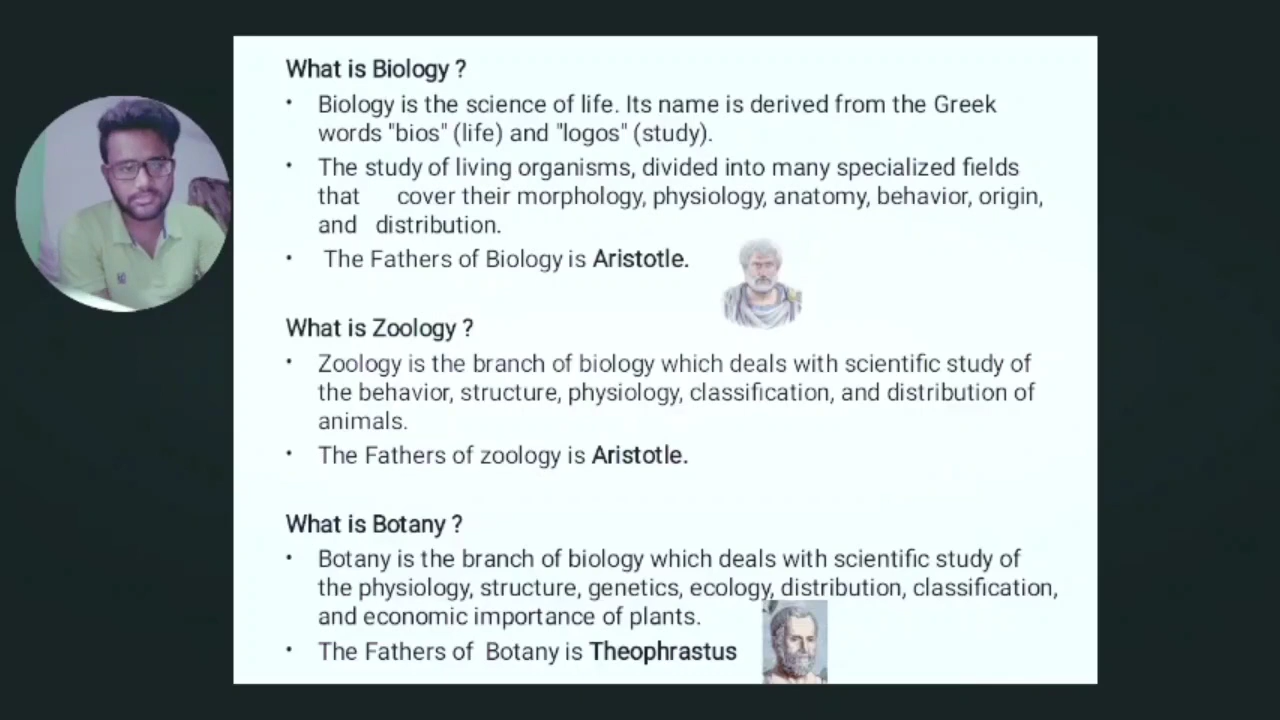 What is Biology ?
• Biology is the science of life. Its name is derived from the Greek
words "bios" (life) and "logos" (study).
• The study of living organisms, divided into many specialized fields
that cover their morphology, physiology, anatomy, behavior, origin,
and distribution.
• The Fathers of Biology is Aristotle.
What is Zoology ?
• Zoology is the branch of biology which deals with scientific study of
the behavior, structure, physiology, classification, and distribution of
animals.
• The Fathers of zoology is Aristotle.
What is Botany ?
• Botany is the branch of biology which deals with scientific study of
the physiology, structure, genetics, ecology, distribution, classification,
and economic importance of plants.
• The Fathers of Botany is Theophrastus